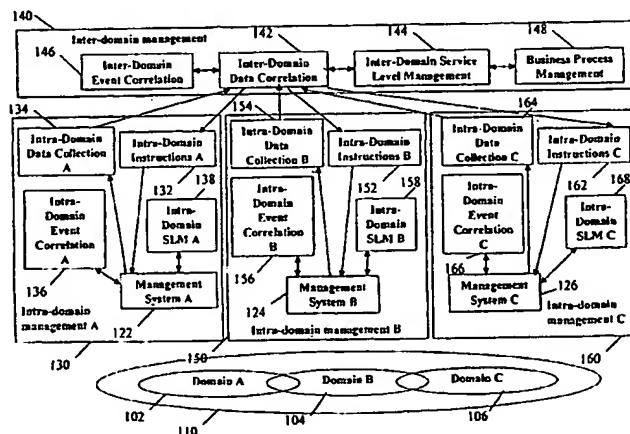 140
142
144
148
Inter-domain management
146
Inter-Domain
Event Correlation
Inter-Domain
Data Correlation
Inter-Domain Service
Level Management
Business Process
Management
134
154
164
Intra-Domain
Data Collection
A
Intra-Domain
Instructions A
Intra-Domain
Data
Collection B
Intra-Domain
Instructions B
Intra-Domain
Data
Collection C
Intra-Domain
Instructions C
132
138
152
158
162
168
Intra-
Domain
Event
Correlation
A
Intra-
Domain
SLM A
Intra-
Domain
Event
Correlation
B
Intra-
Domain
SLM B
Intra-
Domain
Event
Correlation
C
Intra-
Domain
SLM C
136
156
166
126
Management
System A
124
Management
System B
Management
System C
Intra-domain
management A
122
Intra-domain management B
Intra-domain
management C
130
150
160
Domain A
Domain B
Domain C
102
104
106
110